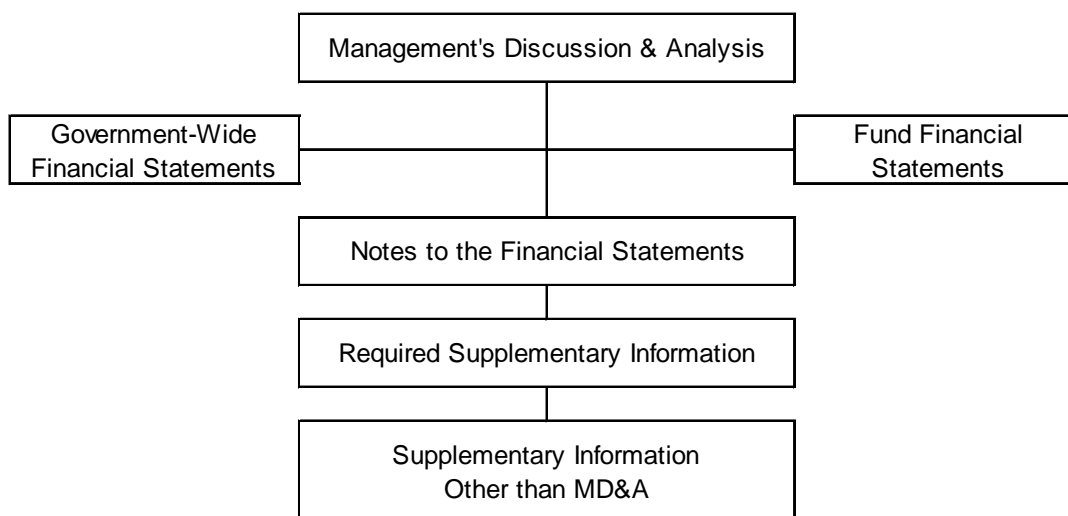 Management's Discussion & Analysis
Government-Wide
Financial Statements
Fund Financial
Statements
Notes to the Financial Statements
Required Supplementary Information
Supplementary Information
Other than MD&A